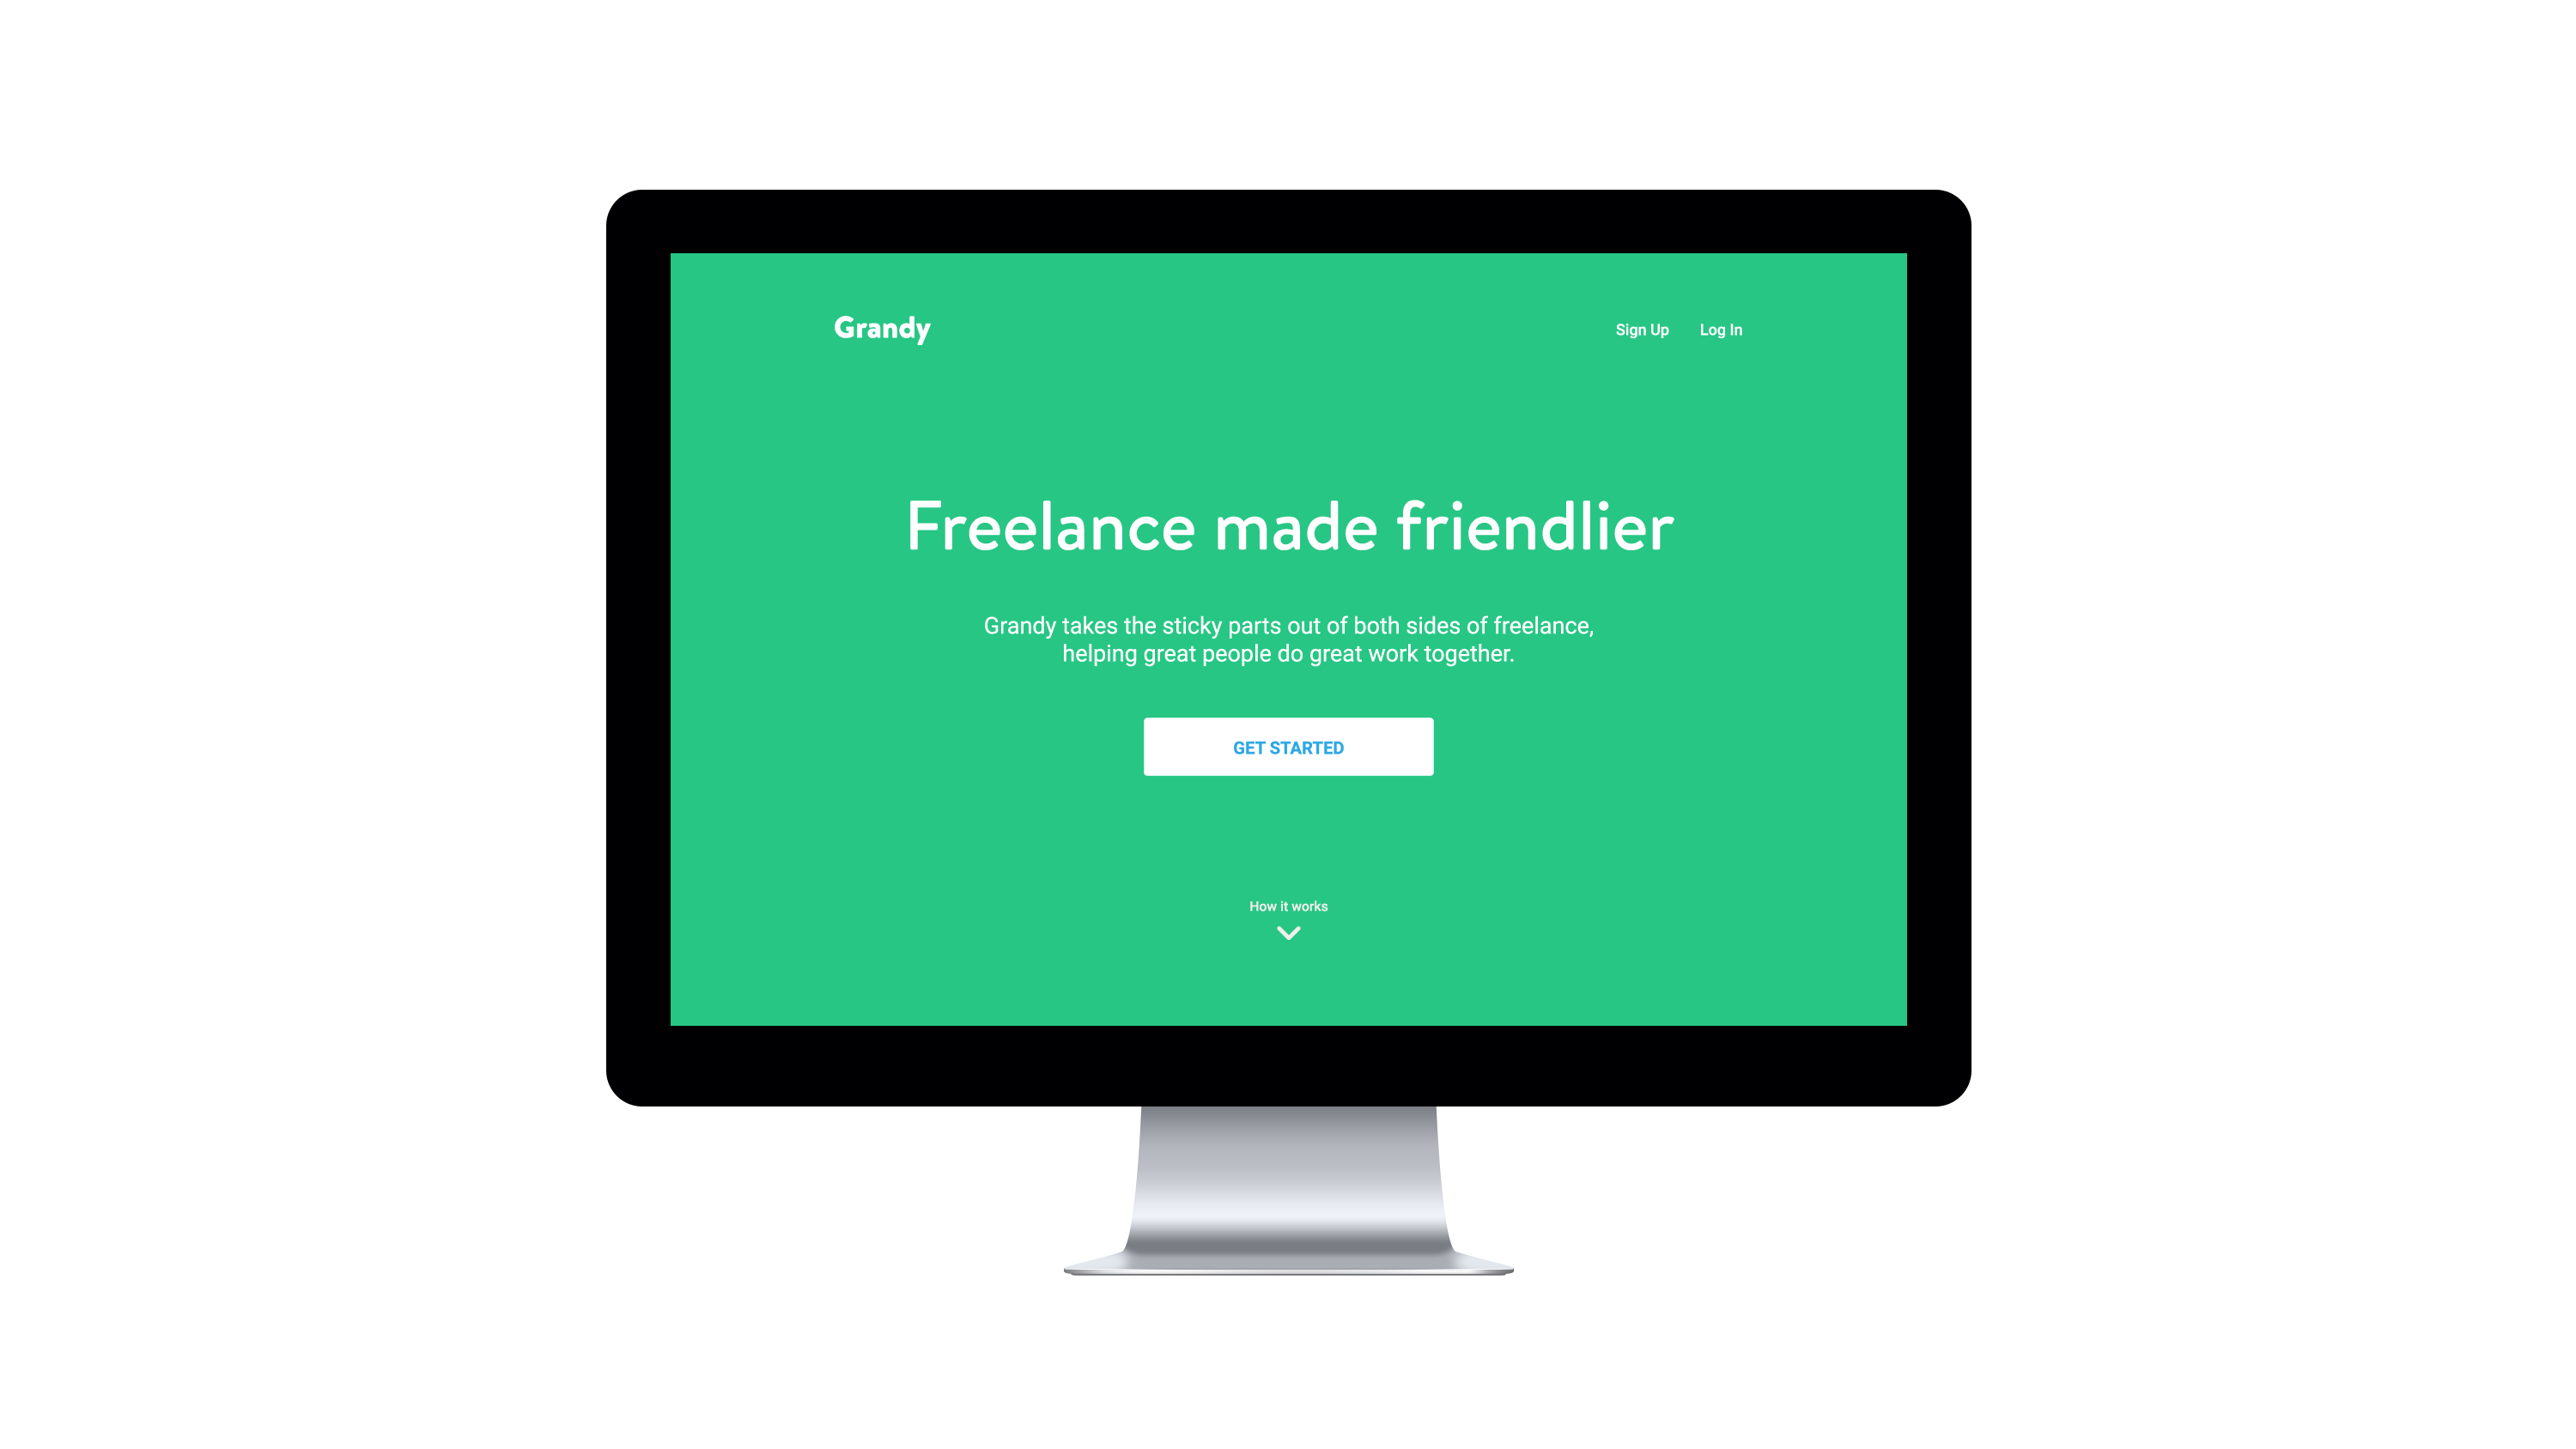 Grandy
Sign Up
Log In
Freelance made friendlier
Grandy takes the sticky parts out of both sides of freelance,
helping great people do great work together.
GET STARTED
How it works